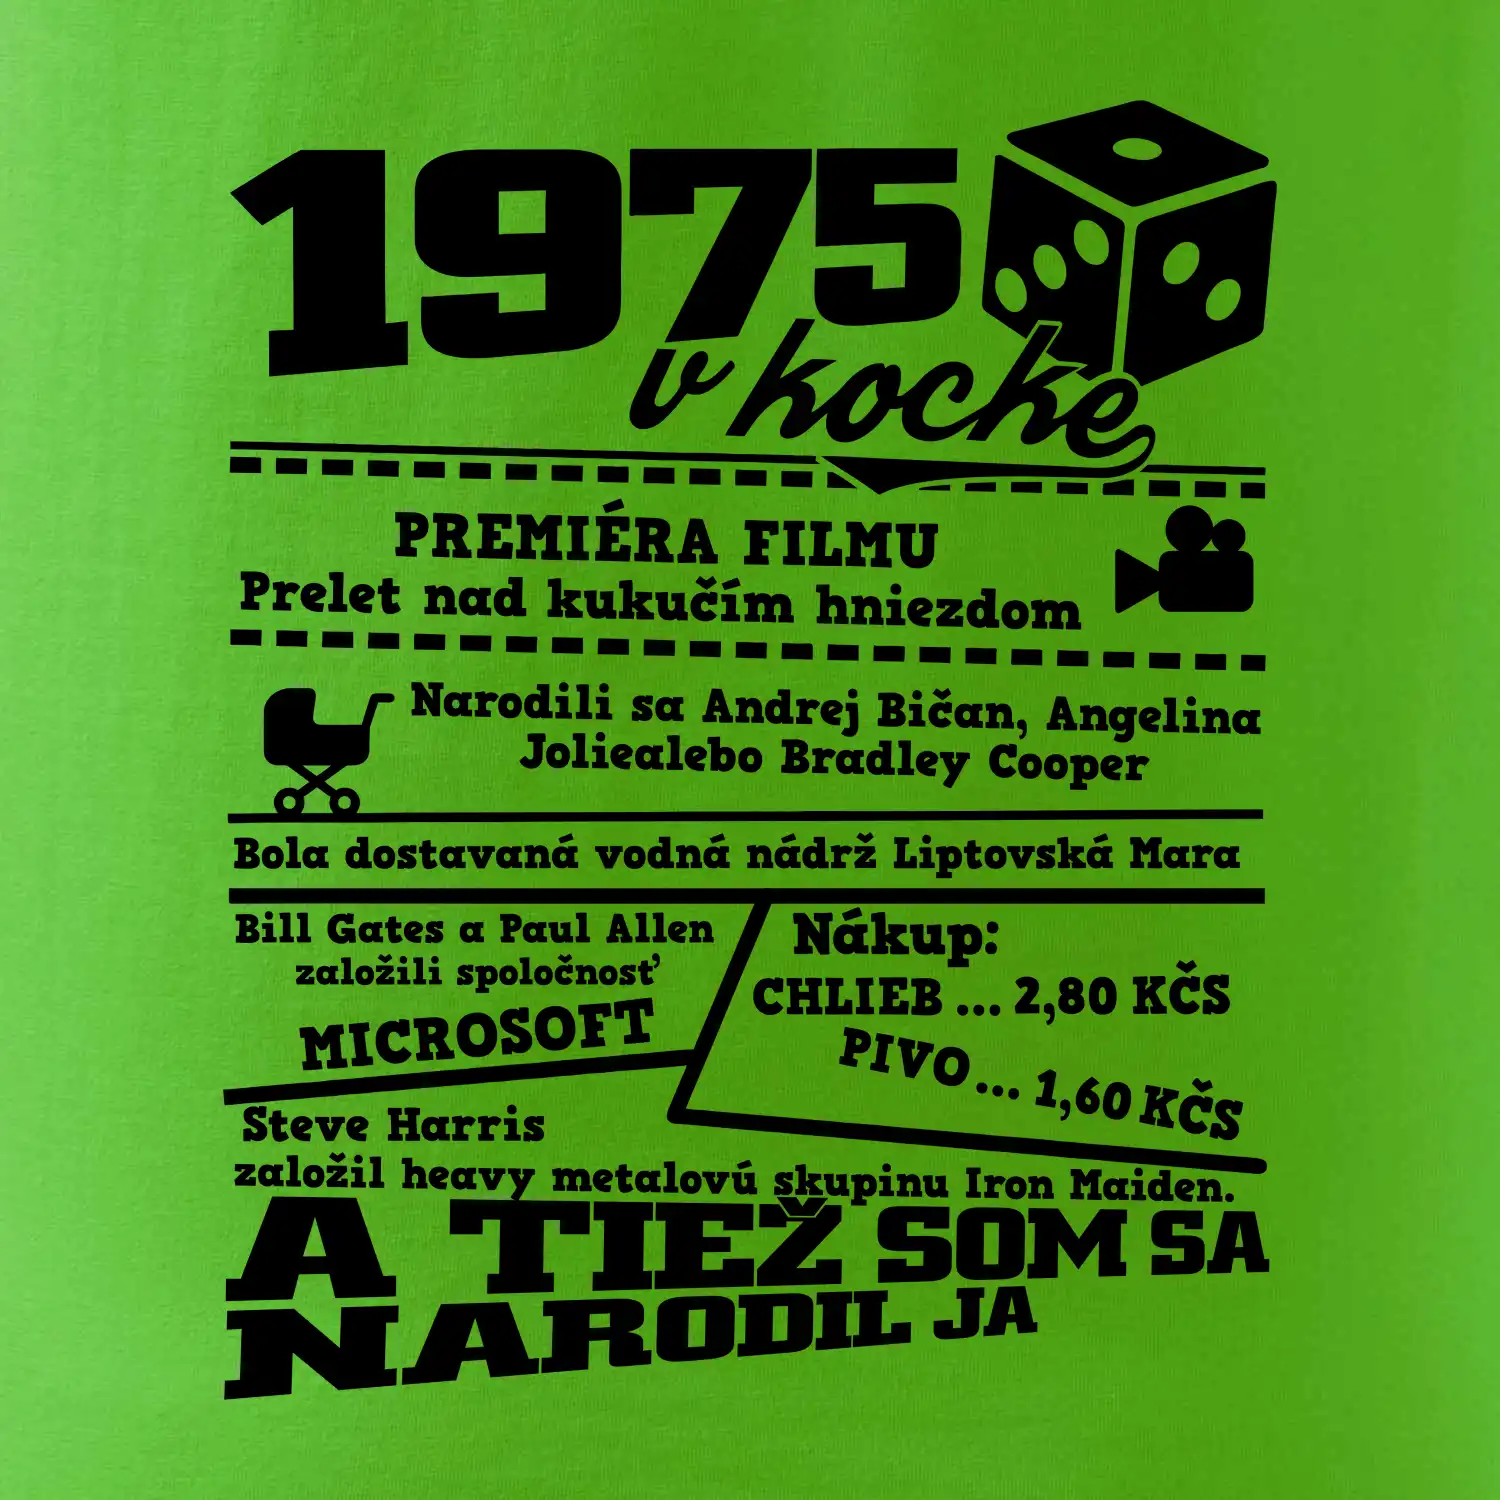 1975
v kocke
PREMIÉRA FILMU
Prelet nad kukučím hniezdom
Narodili sa Andrej Bičan, Angelina
Joliealebo Bradley Cooper
Bola dostavaná vodná nádrž Liptovská Mara
Bill Gates a Paul Allen
založili spoločnosť
MICROSOFT
Nákup:
CHLIEB ... 2,80 KČS
PIVO ... 1,60 KČS
Steve Harris
založil heavy metalovú skupinu Iron Maiden.
A TIEŽ SOM SA
NARODIL JA